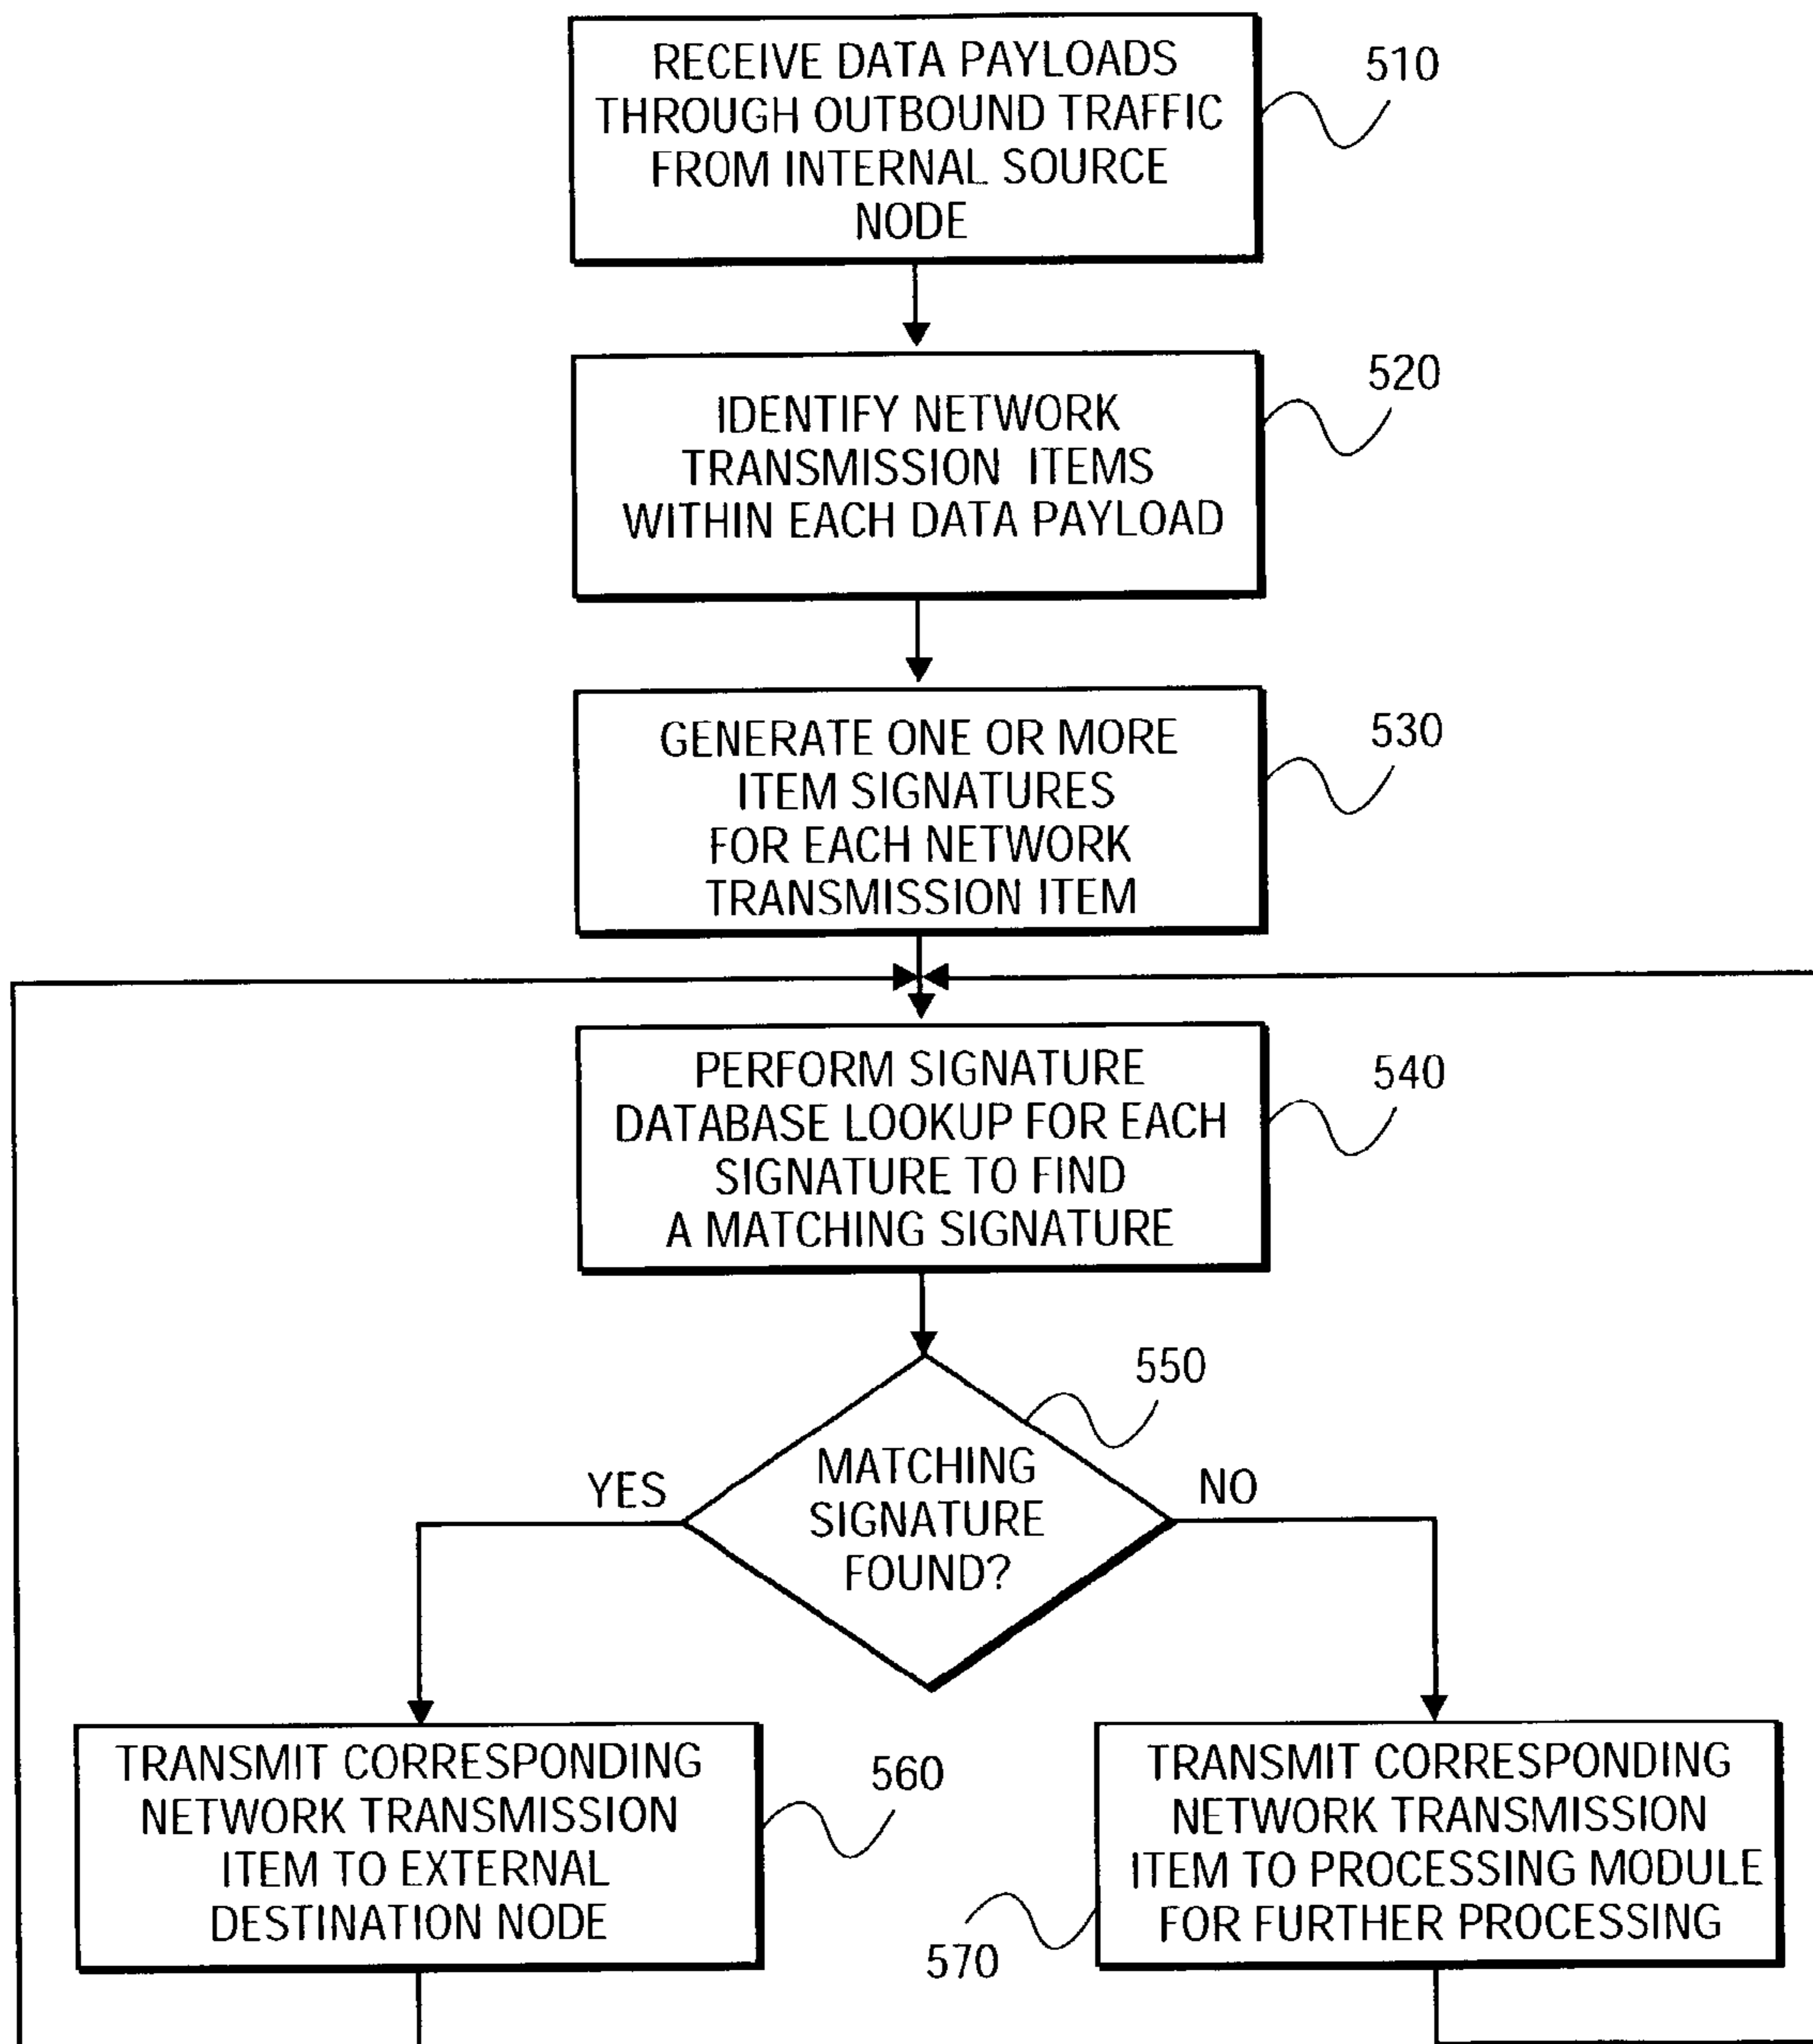 RECEIVE DATA PAYLOADS
THROUGH OUTBOUND TRAFFIC
FROM INTERNAL SOURCE
NODE
510
IDENTIFY NETWORK
TRANSMISSION ITEMS
WITHIN EACH DATA PAYLOAD
520
GENERATE ONE OR MORE
ITEM SIGNATURES
FOR EACH NETWORK
TRANSMISSION ITEM
530
PERFORM SIGNATURE
DATABASE LOOKUP FOR EACH
SIGNATURE TO FIND
A MATCHING SIGNATURE
540
550
MATCHING
SIGNATURE
FOUND?
YES
NO
TRANSMIT CORRESPONDING
NETWORK TRANSMISSION
ITEM TO EXTERNAL
DESTINATION NODE
560
TRANSMIT CORRESPONDING
NETWORK TRANSMISSION
ITEM TO PROCESSING MODULE
FOR FURTHER PROCESSING
570